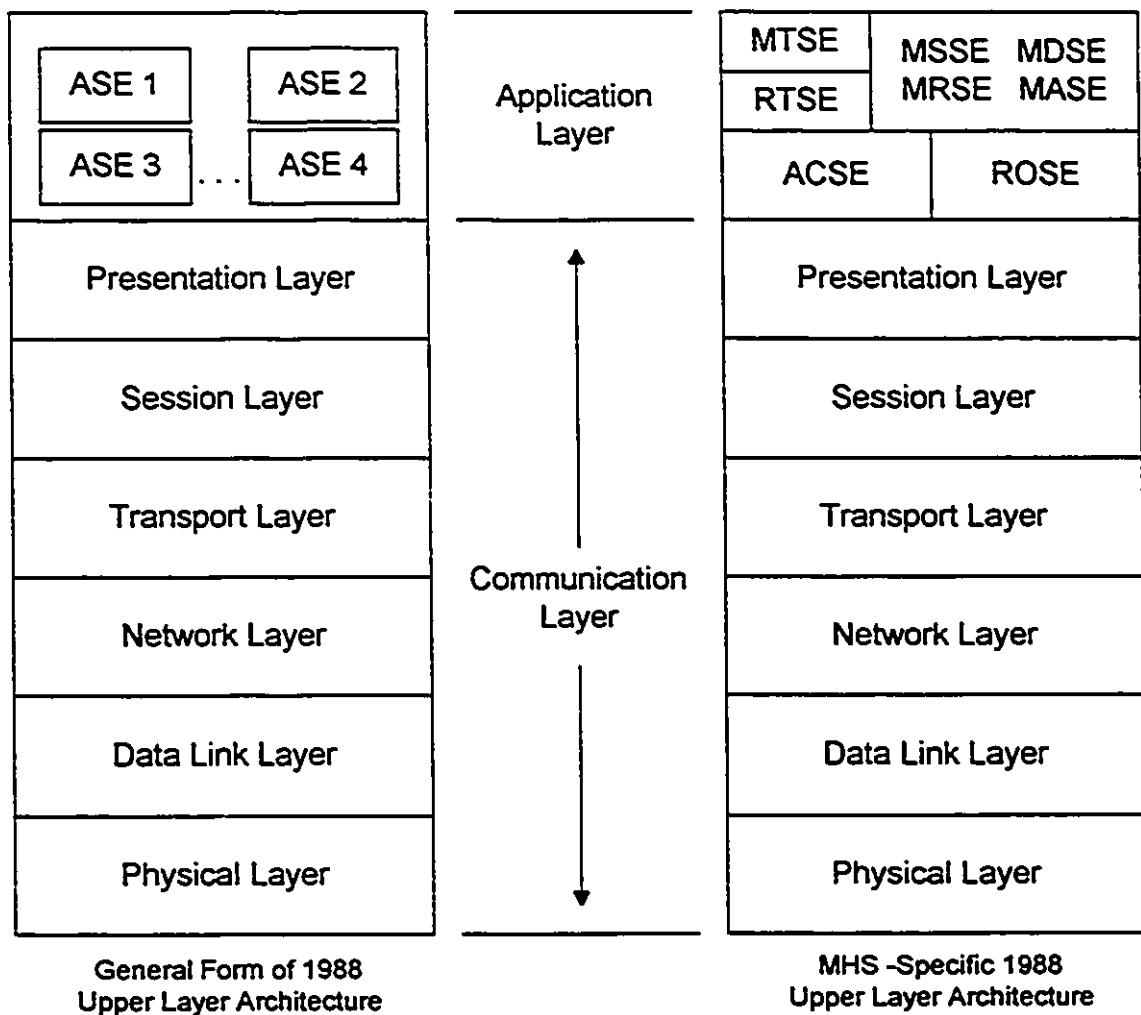 ASE 1
ASE 2
ASE 3
. . .
ASE 4
Presentation Layer
Session Layer
Transport Layer
Network Layer
Data Link Layer
Physical Layer
General Form of 1988
Upper Layer Architecture
Application
Layer
Communication
Layer
MTSE
RTSE
MSSE MDSE
MRSE MASE
ACSE
ROSE
Presentation Layer
Session Layer
Transport Layer
Network Layer
Data Link Layer
Physical Layer
MHS -Specific 1988
Upper Layer Architecture